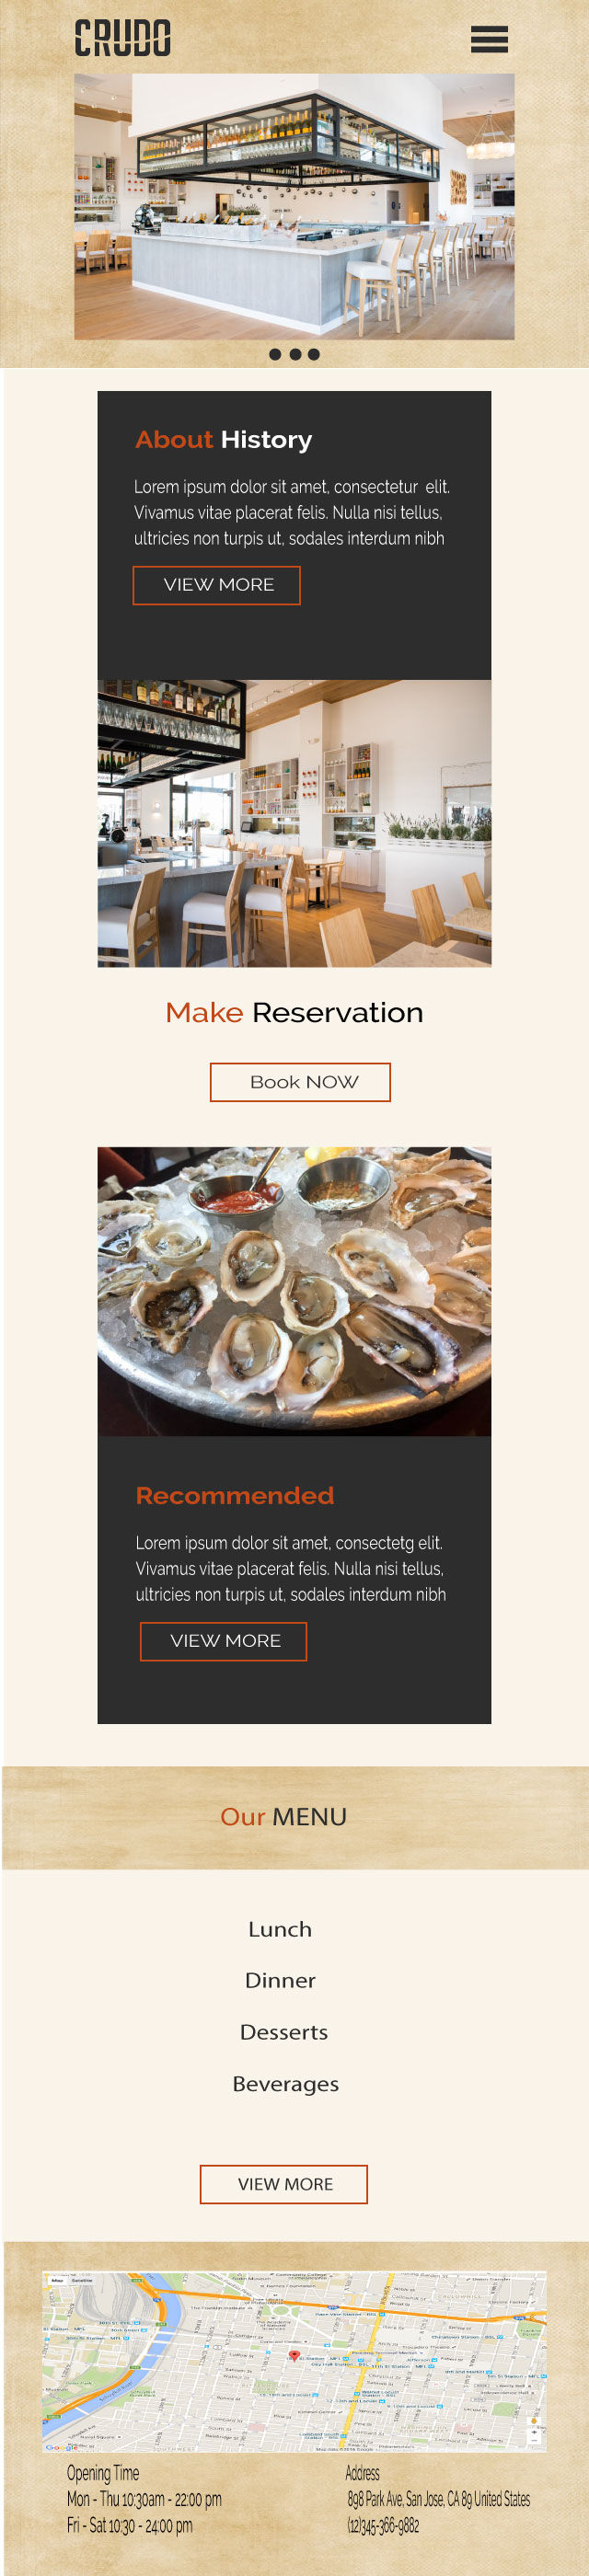 CRUDO
About History
Lorem ipsum dolor sit amet, consectetur elit.
Vivamus vitae placerat felis. Nulla nisi tellus,
ultricies non turpis ut, sodales interdum nibh
VIEW MORE
Make Reservation
Book NOW
Recommended
Lorem ipsum dolor sit amet, consectetg elit.
Vivamus vitae placerat felis. Nulla nisi tellus,
ultricies non turpis ut, sodales interdum nibh
VIEW MORE
Our MENU
Lunch
Dinner
Desserts
Beverages
VIEW MORE
Map
Google
Opening Time
Mon - Thu 10:30am - 22:00 pm
Fri - Sat 10:30 - 24:00 pm
Address
898 Park Ave, San Jose, CA 89 United States
(12)345-366-9882